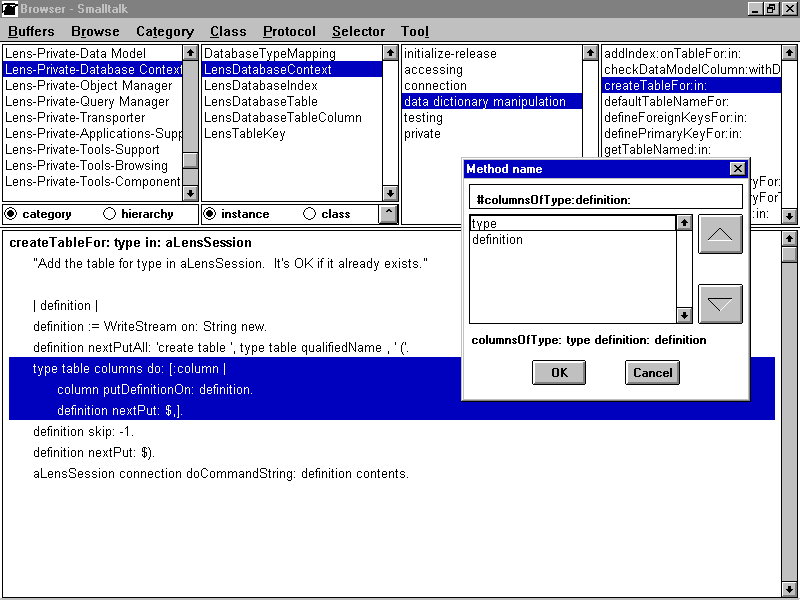 Browser - Smalltalk
Buffers Browse Category Class Protocol Selector Tool
Lens-Private-Data Model
Lens-Private-Database Context
Lens-Private-Object Manager
Lens-Private-Query Manager
Lens-Private-Transporter
Lens-Private-Applications-Supp
Lens-Private-Tools-Support
Lens-Private-Tools-Browsing
Lens-Private-Tools-Component
category hierarchy
DatabaseTypeMapping
LensDatabaseContext
LensDatabaseIndex
LensDatabaseTable
LensDatabaseTableColumn
LensTableKey
instance class
initialize-release
accessing
connection
data dictionary manipulation
testing
private
addIndex:onTableFor:in:
checkDataModelColumn:withD
createTableFor:in:
defaultTableNameFor:
defineForeignKeysFor:in:
definePrimaryKeyFor:in:
getTableNamed:in:
yFor:
ryFor:
:in:
Method name
#columnsOfType:definition:
type
definition
columnsOfType: type definition: definition
OK Cancel
createTableFor: type in: aLensSession
"Add the table for type in aLensSession. It's OK if it already exists."
| definition |
definition := WriteStream on: String new.
definition nextPutAll: 'create table ', type table qualifiedName , ' ('.
type table columns do: [:column |
column putDefinitionOn: definition.
definition nextPut: $,].
definition skip: -1.
definition nextPut: $).
aLensSession connection doCommandString: definition contents.